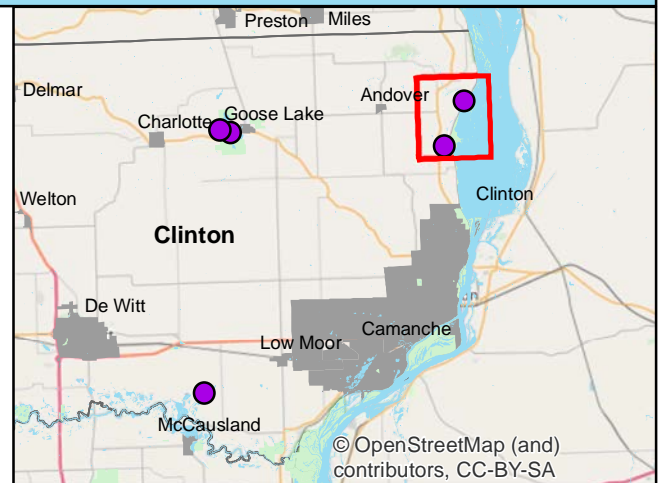 Preston Miles
Delmar
Andover
Charlotte Goose Lake
Welton
Clinton
Clinton
De Witt
Low Moor Camanche
McCausland
© OpenStreetMap (and)
contributors, CC-BY-SA